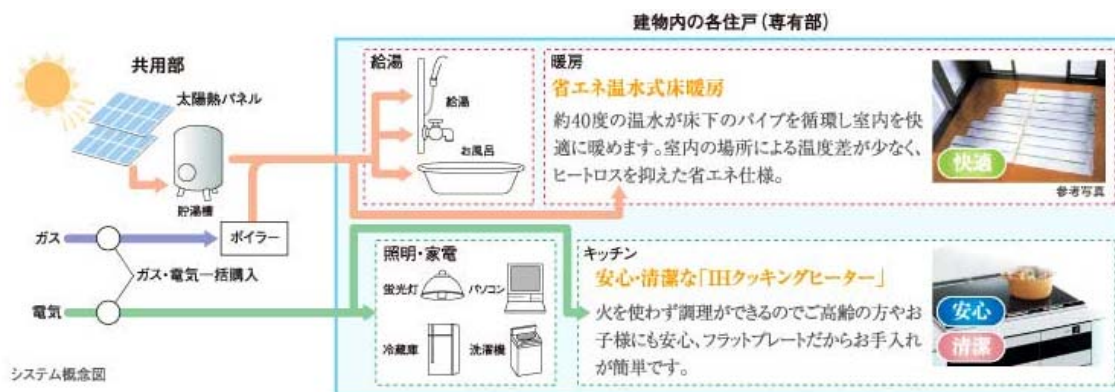 建物内の各住戸（専有部）
共用部
太陽熱パネル
貯湯槽
ガス
ボイラー
ガス・電気一括購入
電気
システム概念図
給湯
給湯
お風呂
暖房
省エネ温水式床暖房
約40度の温水が床下のパイプを循環し室内を快
適に暖めます。室内の場所による温度差が少なく、
ヒートロスを抑えた省エネ仕様。
快適
参考写真
照明・家電
蛍光灯
パソコン
冷蔵庫
洗濯機
キッチン
安心・清潔な「IHクッキングヒーター」
火を使わず調理ができるのでご高齢の方やお
子様にも安心、フラットプレートだからお手入れ
が簡単です。
安心
清潔